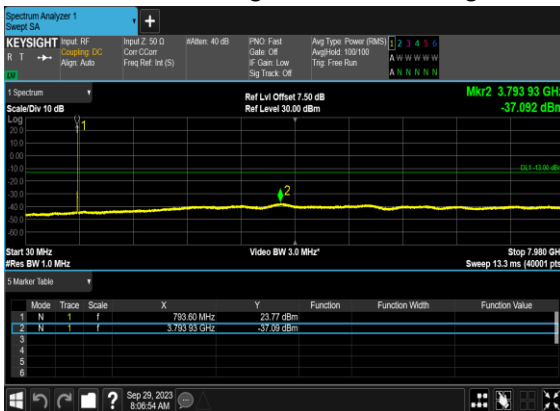 Spectrum Analyzer 1
Swept SA
KEYSIGHT Input: RF Input Z: 50 Ω #Atten: 40 dB PNO: Fast Avg Type: Power (RMS) 1 2 3 4 5 6
R T Coupling: DC Corr CCorr Gate: Off Avg|Hold: 100/100 A W W W W W
Align: Auto Freq Ref: Int (S) IF Gain: Low Trig: Free Run
Sig Track: Off A N N N N N
1 Spectrum Ref Lvl Offset 7.50 dB Mkr2 3.793 93 GHz
Scale/Div 10 dB Ref Level 30.00 dBm -37.092 dBm
Log
20.0 1
10.0
0.00
-10.0 DL1 -13.00 dBm
-20.0
-30.0 2
-40.0
-50.0
-60.0
Start 30 MHz Video BW 3.0 MHz* Stop 7.980 GHz
#Res BW 1.0 MHz Sweep 13.3 ms (40001 pts)
5 Marker Table
Mode Trace Scale X Y Function Function Width Function Value
1 N 1 f 793.60 MHz 23.77 dBm
2 N 1 f 3.793 93 GHz -37.09 dBm
3
4
5
6
? Sep 29, 2023
8:06:54 AM